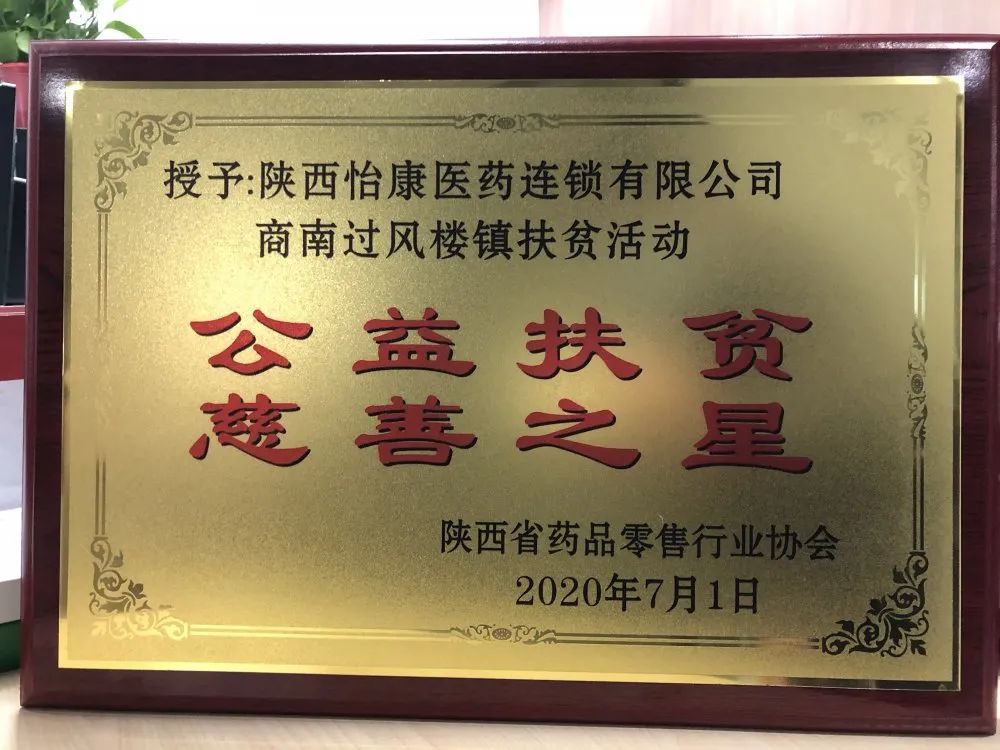 授予:陕西怡康医药连锁有限公司
商南过风楼镇扶贫活动
公益扶贫
慈善之星
陕西省药品零售行业协会
2020年7月1日